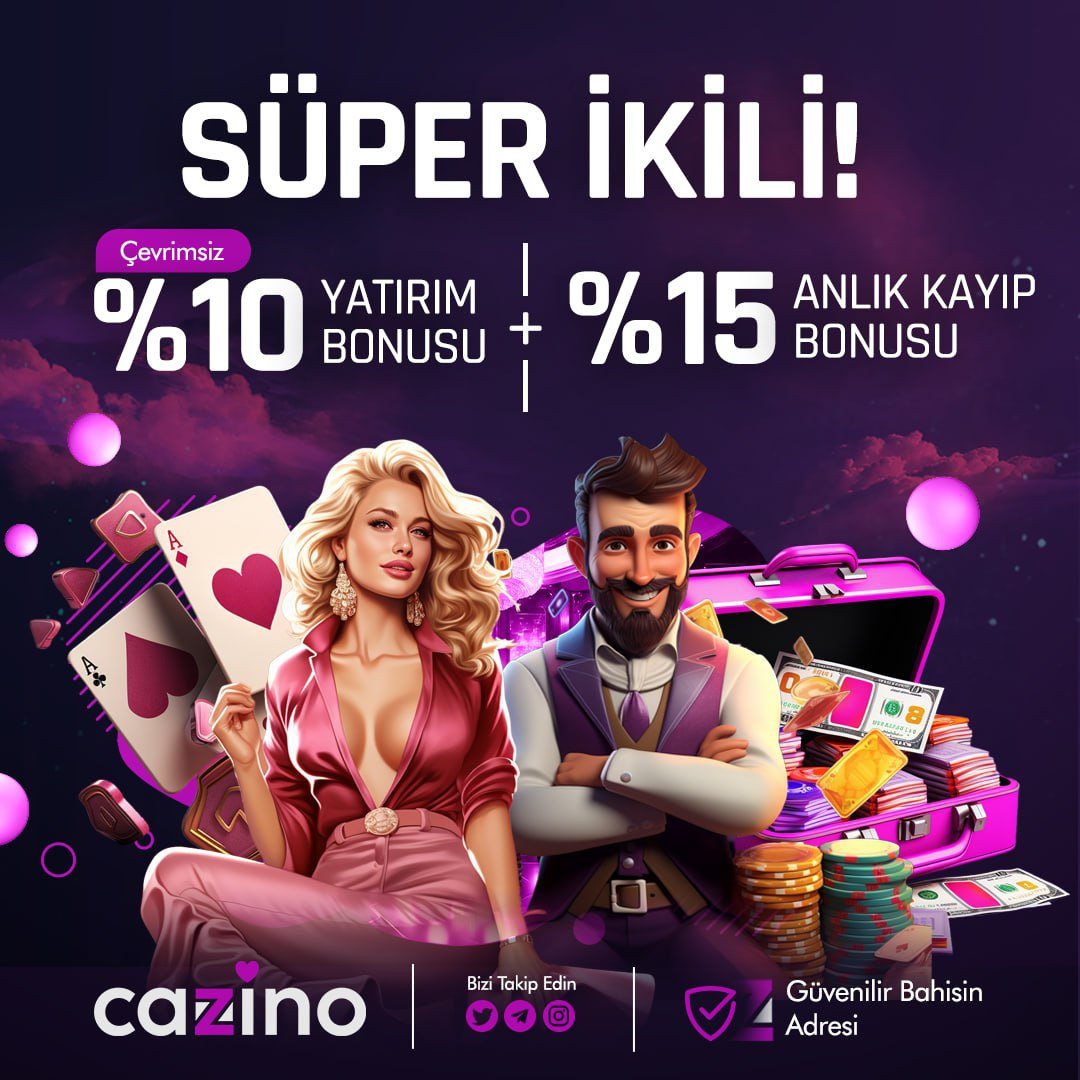 SÜPER İKİLİ!
Çevrimsiz
%10 YATIRIM
BONUSU
+
%15 ANLIK KAYIP
BONUSU
A
A
cazino
Bizi Takip Edin
Güvenilir Bahisin
Adresi